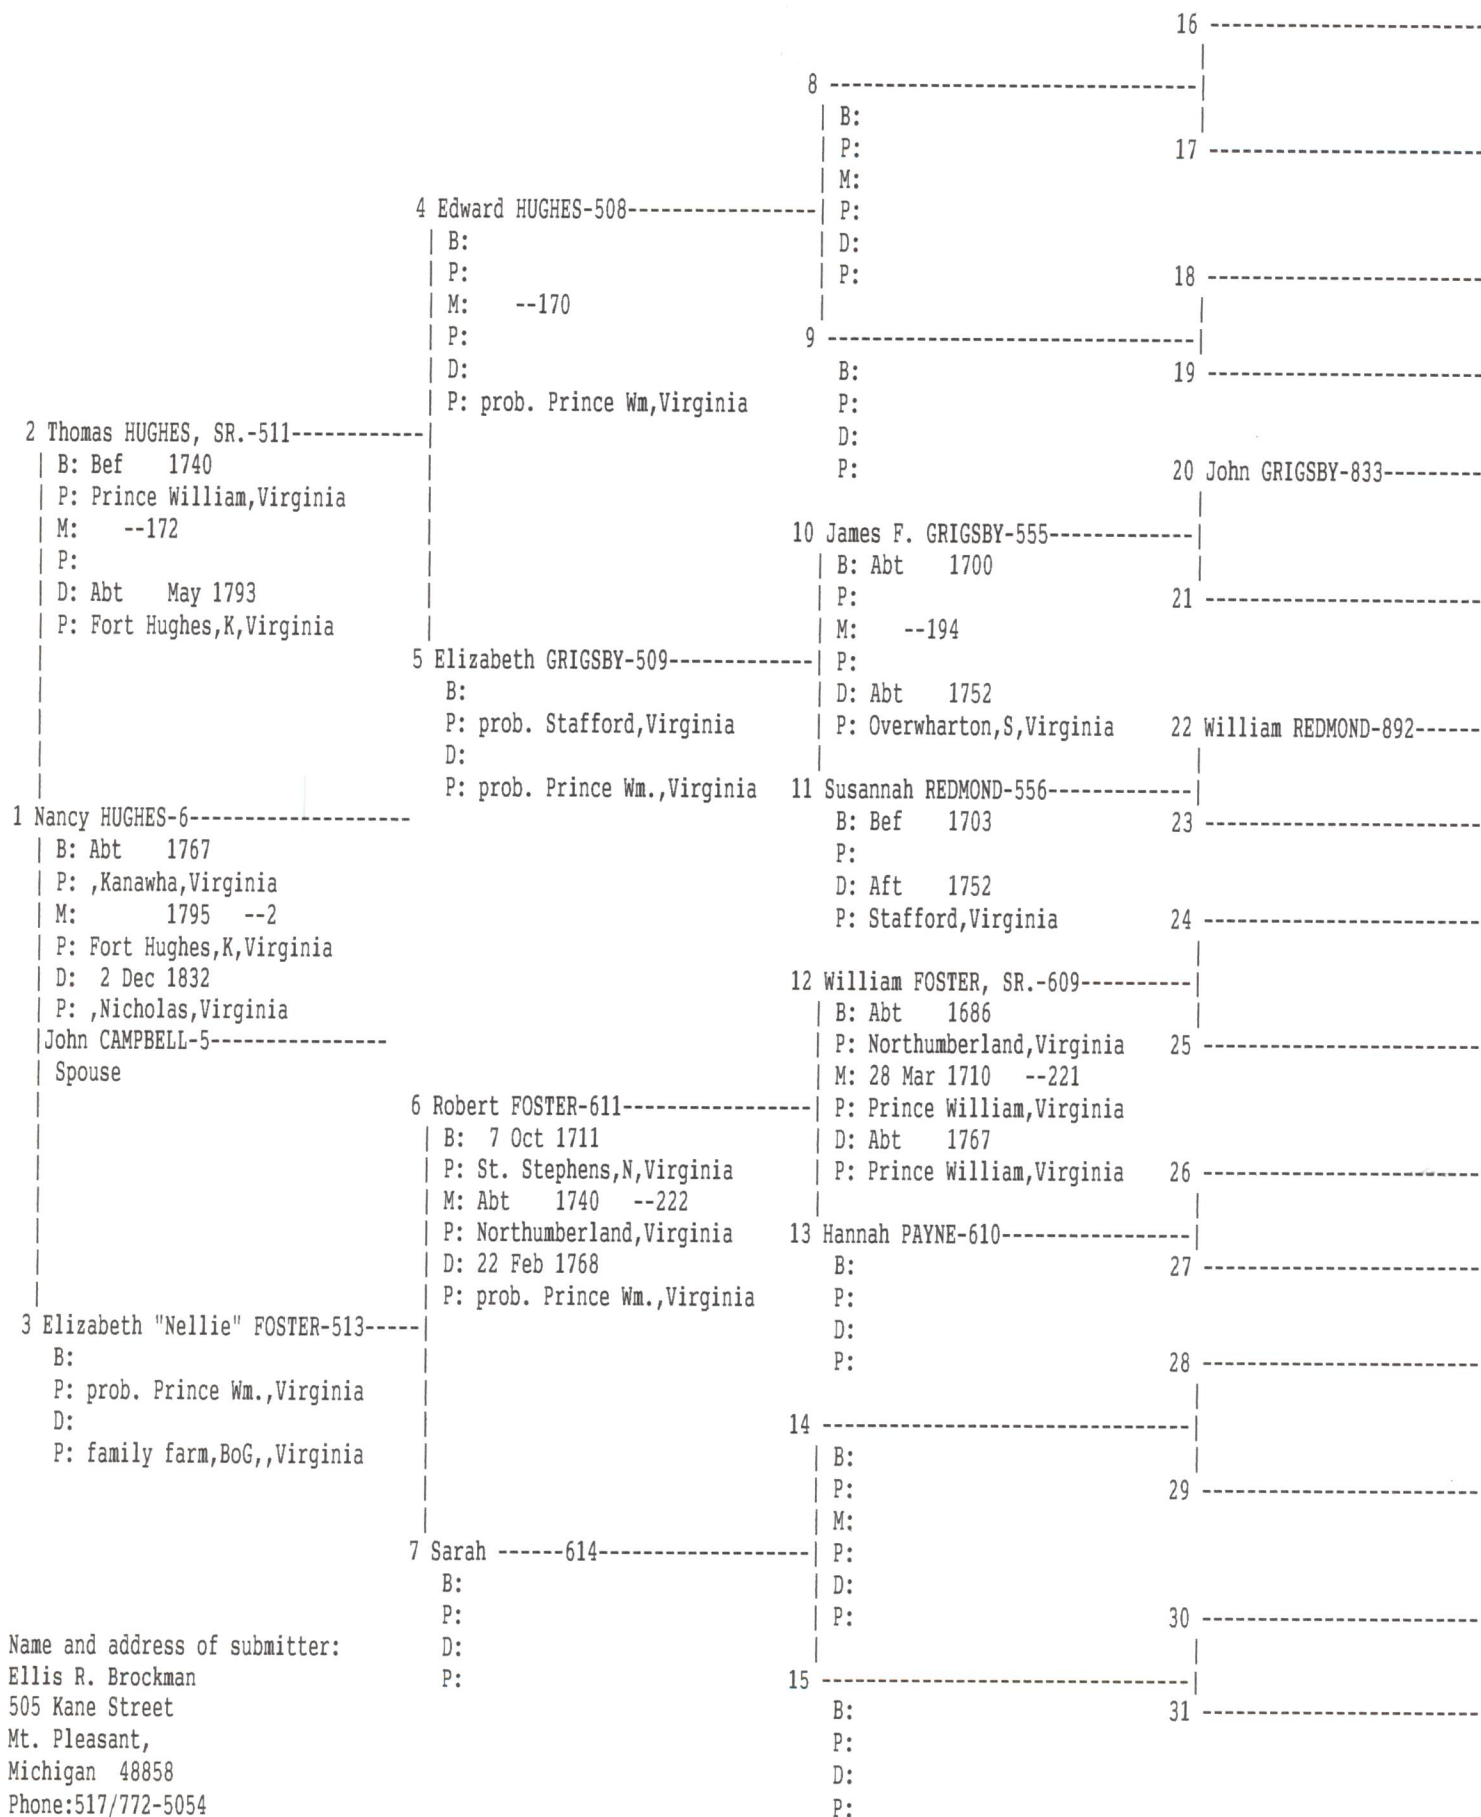 16 ----------------------
8 --------------------------------|
| B:
| P:
17 ----------------------
| M:
4 Edward HUGHES-508-----------------| P:
| B:
| D:
| P:
| P:
18 ----------------------
| M: --170
| P:
9 --------------------------------|
| D:
B:
19 ----------------------
| P: prob. Prince Wm,Virginia
P:
2 Thomas HUGHES, SR.-511------------|
D:
| B: Bef 1740
P:
20 John GRIGSBY-833---------
| P: Prince William,Virginia
| M: --172
10 James F. GRIGSBY-555-------------|
| P:
| B: Abt 1700
| D: Abt May 1793
| P:
21 ----------------------
| P: Fort Hughes,K,Virginia
| M: --194
5 Elizabeth GRIGSBY-509-------------| P:
B:
| D: Abt 1752
P: prob. Stafford,Virginia
| P: Overwharton,S,Virginia
22 William REDMOND-892------
D:
P: prob. Prince Wm.,Virginia
11 Susannah REDMOND-556-------------|
1 Nancy HUGHES-6--------------------
B: Bef 1703
23 ----------------------
| B: Abt 1767
P:
| P: ,Kanawha,Virginia
D: Aft 1752
| M: 1795 --2
P: Stafford,Virginia
24 ----------------------
| P: Fort Hughes,K,Virginia
| D: 2 Dec 1832
12 William FOSTER, SR.-609----------|
| P: ,Nicholas,Virginia
| B: Abt 1686
|John CAMPBELL-5----------------
| P: Northumberland,Virginia
25 ----------------------
| Spouse
| M: 28 Mar 1710 --221
6 Robert FOSTER-611-----------------| P: Prince William,Virginia
| B: 7 Oct 1711
| D: Abt 1767
| P: St. Stephens,N,Virginia
| P: Prince William,Virginia
26 ----------------------
| M: Abt 1740 --222
| P: Northumberland,Virginia
13 Hannah PAYNE-610-----------------|
| D: 22 Feb 1768
B:
27 ----------------------
| P: prob. Prince Wm.,Virginia
P:
3 Elizabeth "Nellie" FOSTER-513-----|
D:
B:
P:
28 ----------------------
P: prob. Prince Wm.,Virginia
D:
14 --------------------------------|
P: family farm,BoG,,Virginia
| B:
| P:
29 ----------------------
| M:
7 Sarah ------614-------------------| P:
B:
| D:
P:
| P:
30 ----------------------
Name and address of submitter:
D:
Ellis R. Brockman
P:
15 --------------------------------|
505 Kane Street
B:
31 ----------------------
Mt. Pleasant,
P:
Michigan 48858
D:
Phone:517/772-5054
P: